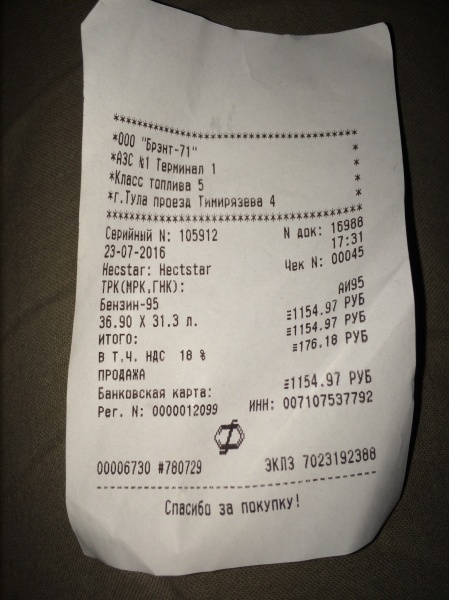 ********************************
*ООО "Брэнт-71" *
*АЗС №1 Терминал 1 *
*Класс топлива 5 *
*г.Тула проезд Тимирязева 4 *
********************************
Серийный N: 105912 N док: 16988
23-07-2016 17:31
Hecstar: Hectstar Чек N: 00045
ТРК(МРК,ГНК):
Бензин-95 АИ95
36.90 X 31.3 л. ≡1154.97 РУБ
ИТОГО: ≡1154.97 РУБ
В Т.Ч. НДС 18 % ≡176.18 РУБ
ПРОДАЖА
Банковская карта: ≡1154.97 РУБ
Рег. N: 0000012099 ИНН: 007107537792
00006730 #780729 ЭКЛЗ 7023192388
Спасибо за покупку!